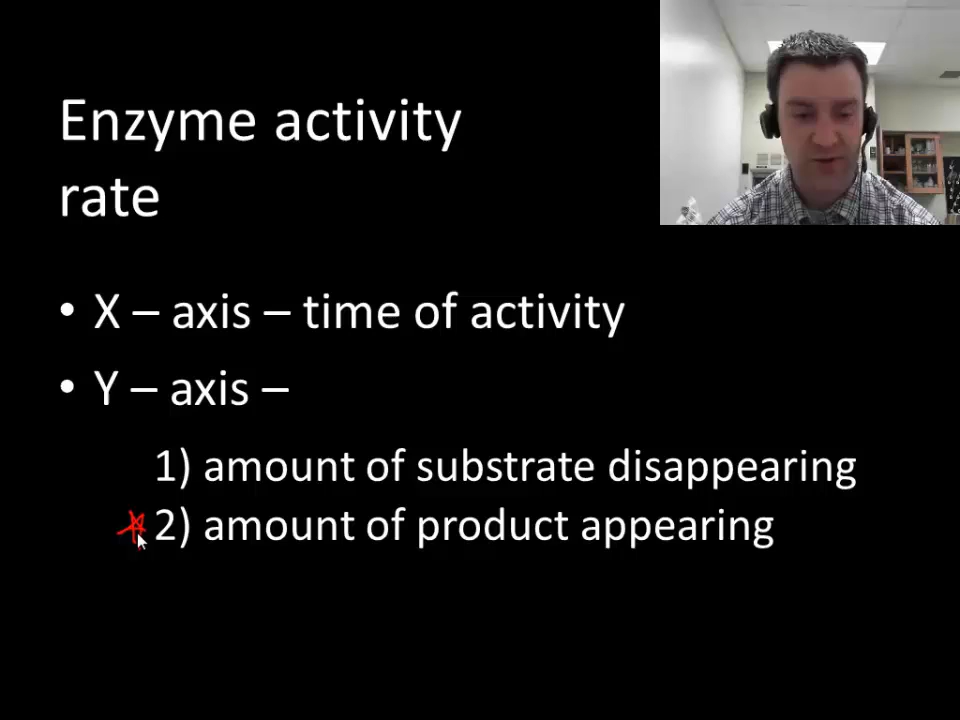 Enzyme activity
rate
• X – axis – time of activity
• Y – axis –
1) amount of substrate disappearing
2) amount of product appearing